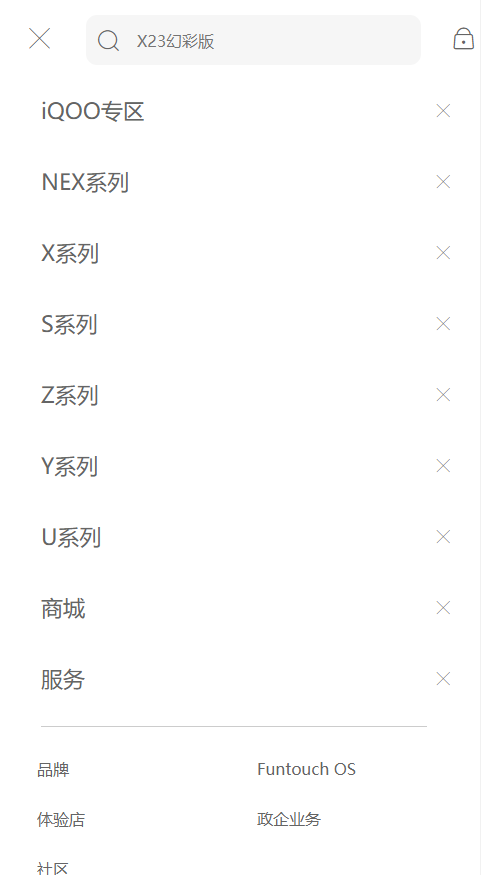 X23幻彩版
iQOO专区
NEX系列
X系列
S系列
Z系列
Y系列
U系列
商城
服务
品牌
Funtouch OS
体验店
政企业务
社区